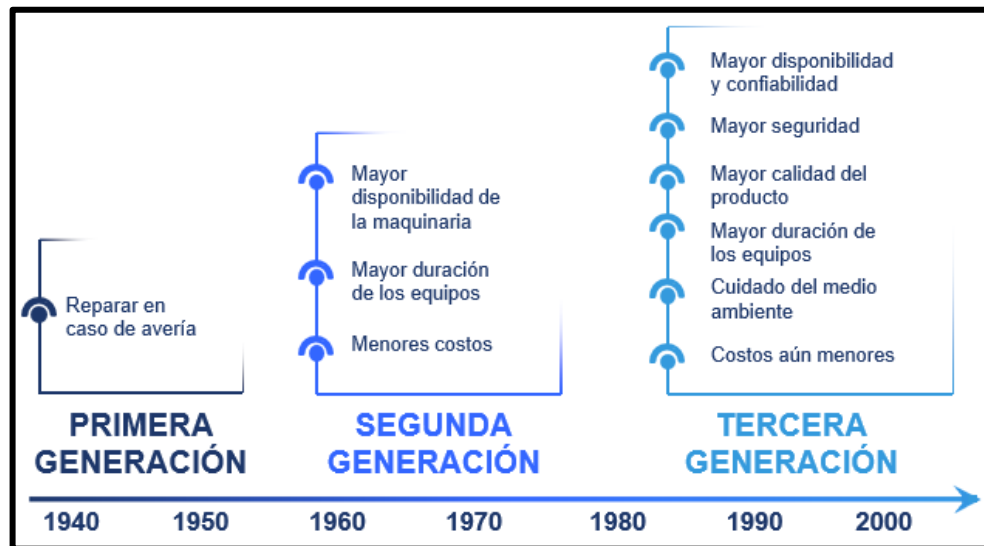 Reparar en
caso de avería
PRIMERA
GENERACIÓN
Mayor
disponibilidad de
la maquinaria
Mayor duración
de los equipos
Menores costos
SEGUNDA
GENERACIÓN
Mayor disponibilidad
y confiabilidad
Mayor seguridad
Mayor calidad del
producto
Mayor duración de
los equipos
Cuidado del medio
ambiente
Costos aún menores
TERCERA
GENERACIÓN
1940 1950 1960 1970 1980 1990 2000